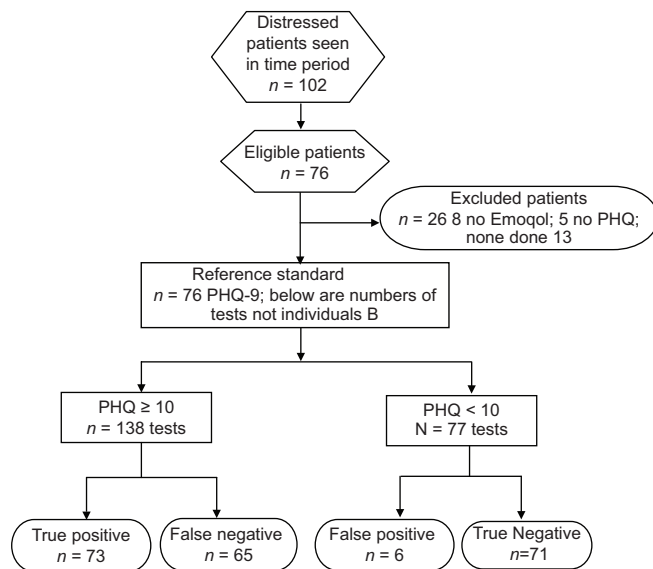 Distressed
patients seen
in time period
n = 102
Eligible patients
n = 76
Excluded patients
n = 26 8 no Emoqol; 5 no PHQ;
none done 13
Reference standard
n = 76 PHQ-9; below are numbers of
tests not individuals B
PHQ ≥ 10
n = 138 tests
PHQ < 10
N = 77 tests
True positive
n = 73
False negative
n = 65
False positive
n = 6
True Negative
n=71